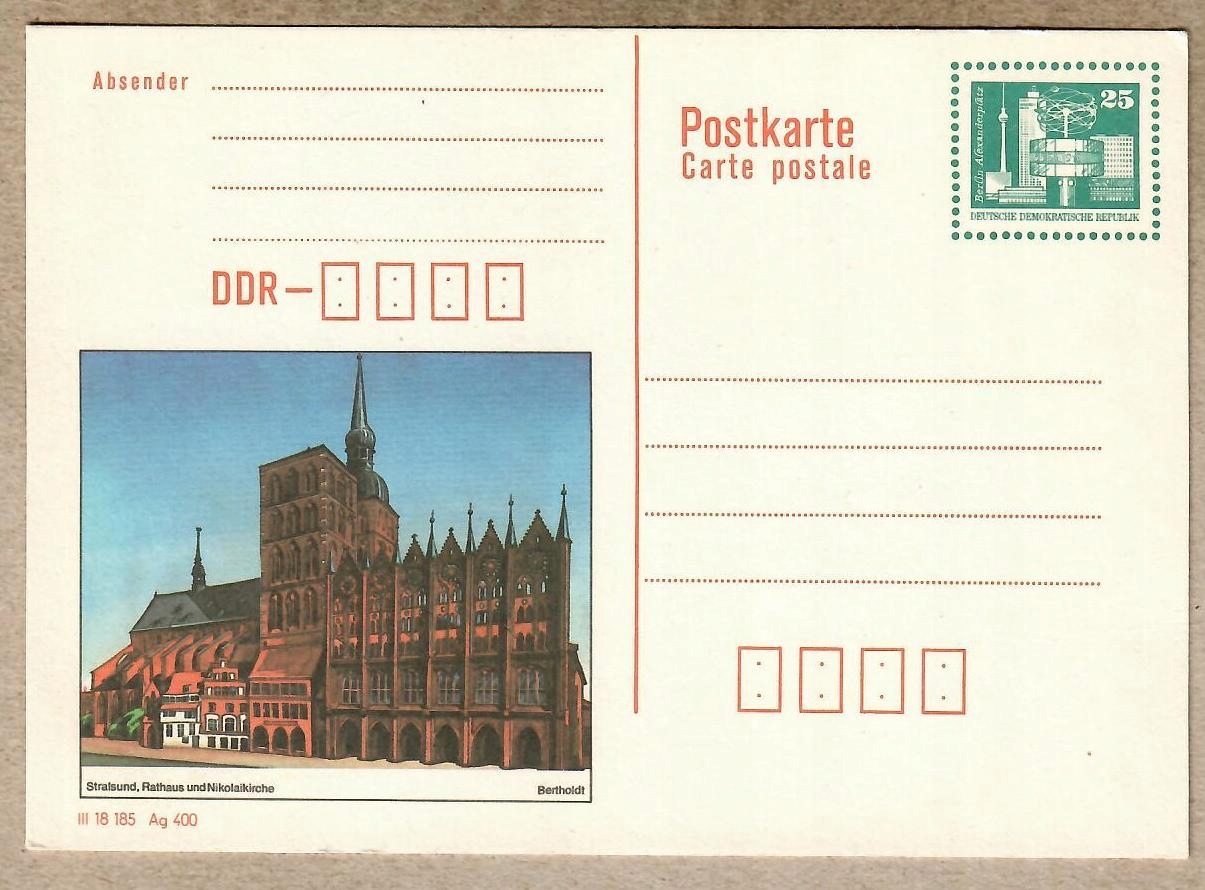 Absender
DDR–
Stralsund, Rathaus und Nikolaikirche
Bertholdt
III 18 185 Ag 400
Postkarte
Carte postale
25
Berlin-Alexanderplatz
DEUTSCHE DEMOKRATISCHE REPUBLIK